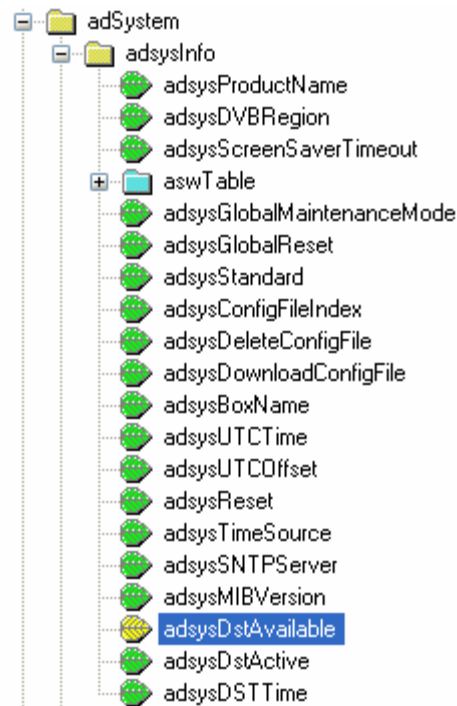 adSystem
adsysInfo
adsysProductName
adsysDVBRegion
adsysScreenSaverTimeout
aswTable
adsysGlobalMaintenanceMode
adsysGlobalReset
adsysStandard
adsysConfigFileIndex
adsysDeleteConfigFile
adsysDownloadConfigFile
adsysBoxName
adsysUTCTime
adsysUTCOffset
adsysReset
adsysTimeSource
adsysSNTPServer
adsysMIBVersion
adsysDstAvailable
adsysDstActive
adsysDSTTime